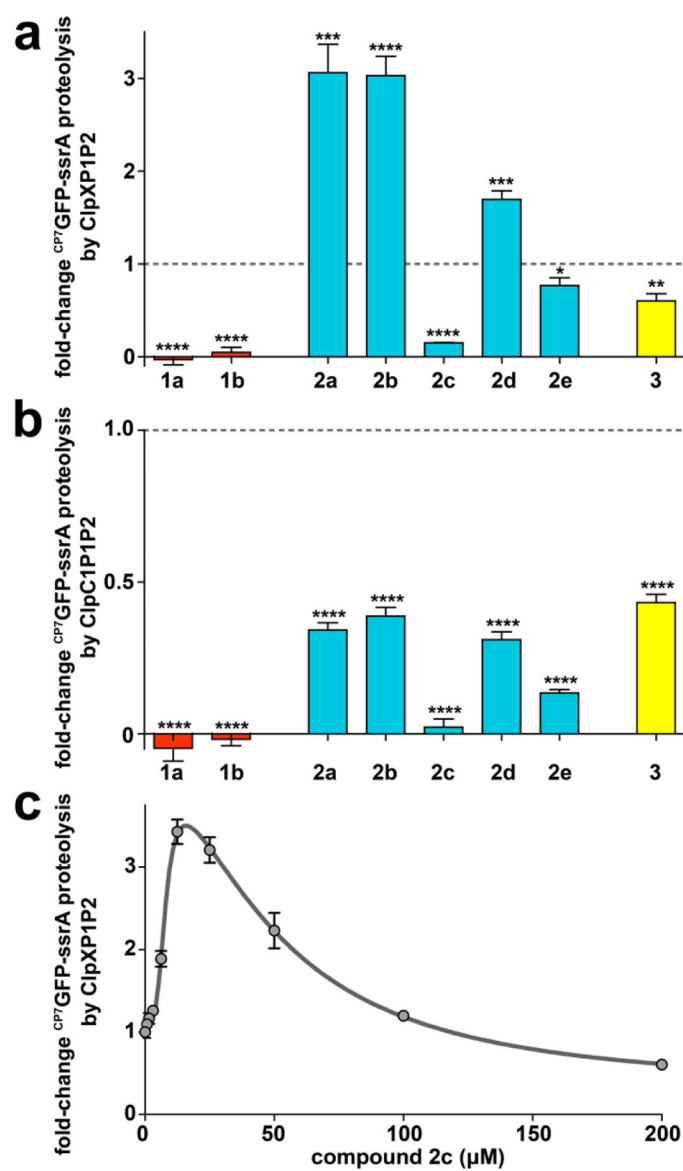 a
fold-change CP7GFP-ssrA proteolysis
by ClpXP1P2
3
2
1
0
***
****
***
****
*
**
****
****
1a
1b
2a
2b
2c
2d
2e
3
b
fold-change CP7GFP-ssrA proteolysis
by ClpC1P1P2
1.0
0.5
0
****
****
****
****
****
****
****
****
1a
1b
2a
2b
2c
2d
2e
3
c
fold-change CP7GFP-ssrA proteolysis
by ClpXP1P2
3
2
1
0
0
50
100
150
200
compound 2c (µM)